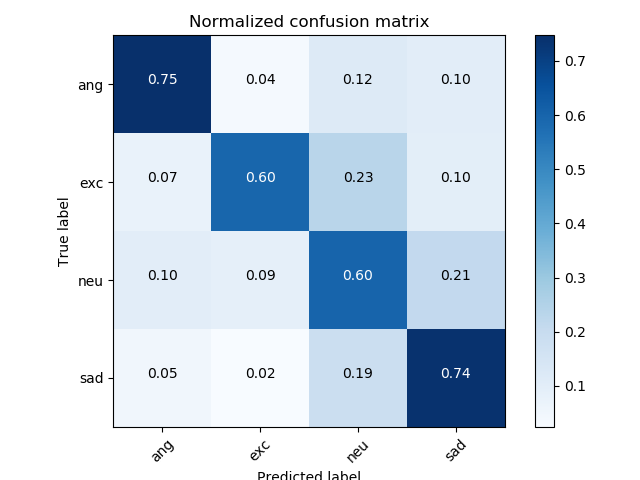 Normalized confusion matrix
ang 0.75 0.04 0.12 0.10
exc 0.07 0.60 0.23 0.10
neu 0.10 0.09 0.60 0.21
sad 0.05 0.02 0.19 0.74
ang exc neu sad
True label
Predicted label
0.7
0.6
0.5
0.4
0.3
0.2
0.1